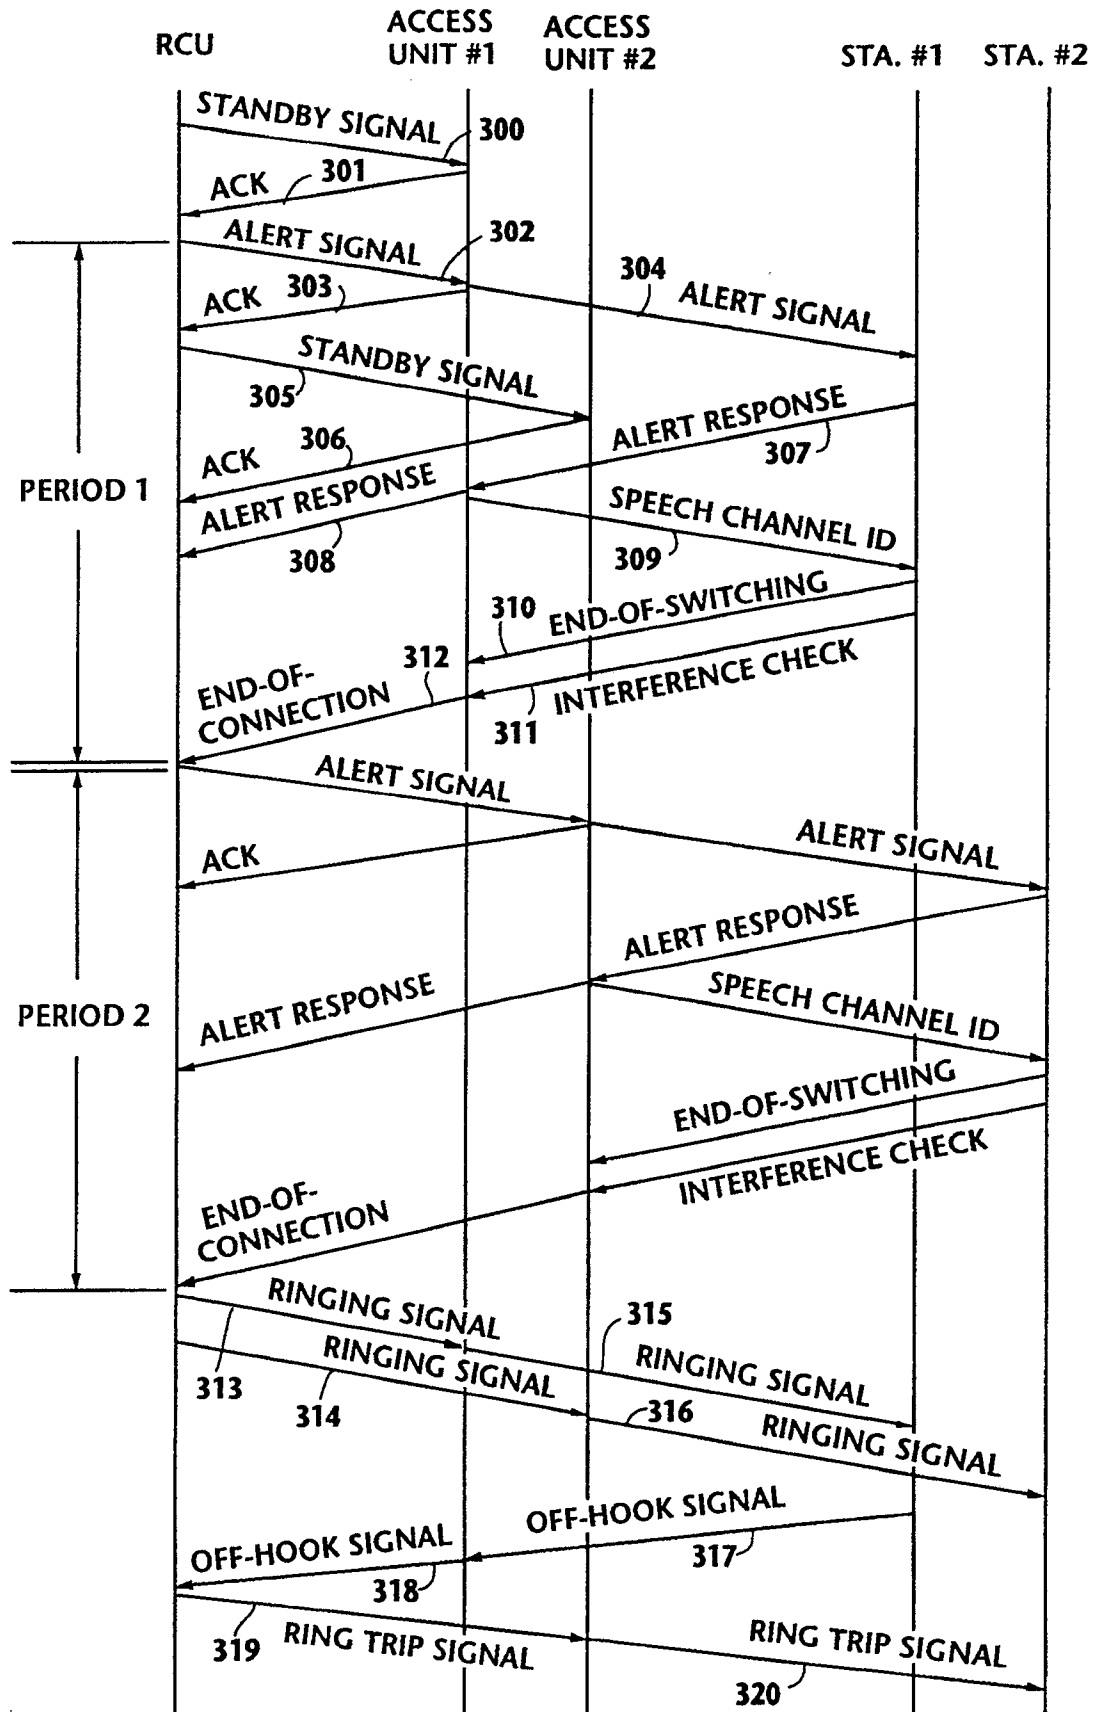 RCU
ACCESS
UNIT #1
ACCESS
UNIT #2
STA. #1
STA. #2
STANDBY SIGNAL
300
ACK
301
ALERT SIGNAL
302
ACK
303
304
ALERT SIGNAL
STANDBY SIGNAL
305
ALERT RESPONSE
307
ACK
306
PERIOD 1
ALERT RESPONSE
308
SPEECH CHANNEL ID
309
310
END-OF-SWITCHING
311
INTERFERENCE CHECK
END-OF-
CONNECTION
312
ALERT SIGNAL
ACK
ALERT SIGNAL
ALERT RESPONSE
PERIOD 2
ALERT RESPONSE
SPEECH CHANNEL ID
END-OF-SWITCHING
INTERFERENCE CHECK
END-OF-
CONNECTION
RINGING SIGNAL
313
RINGING SIGNAL
314
315
RINGING SIGNAL
316
RINGING SIGNAL
OFF-HOOK SIGNAL
317
OFF-HOOK SIGNAL
318
319
RING TRIP SIGNAL
RING TRIP SIGNAL
320